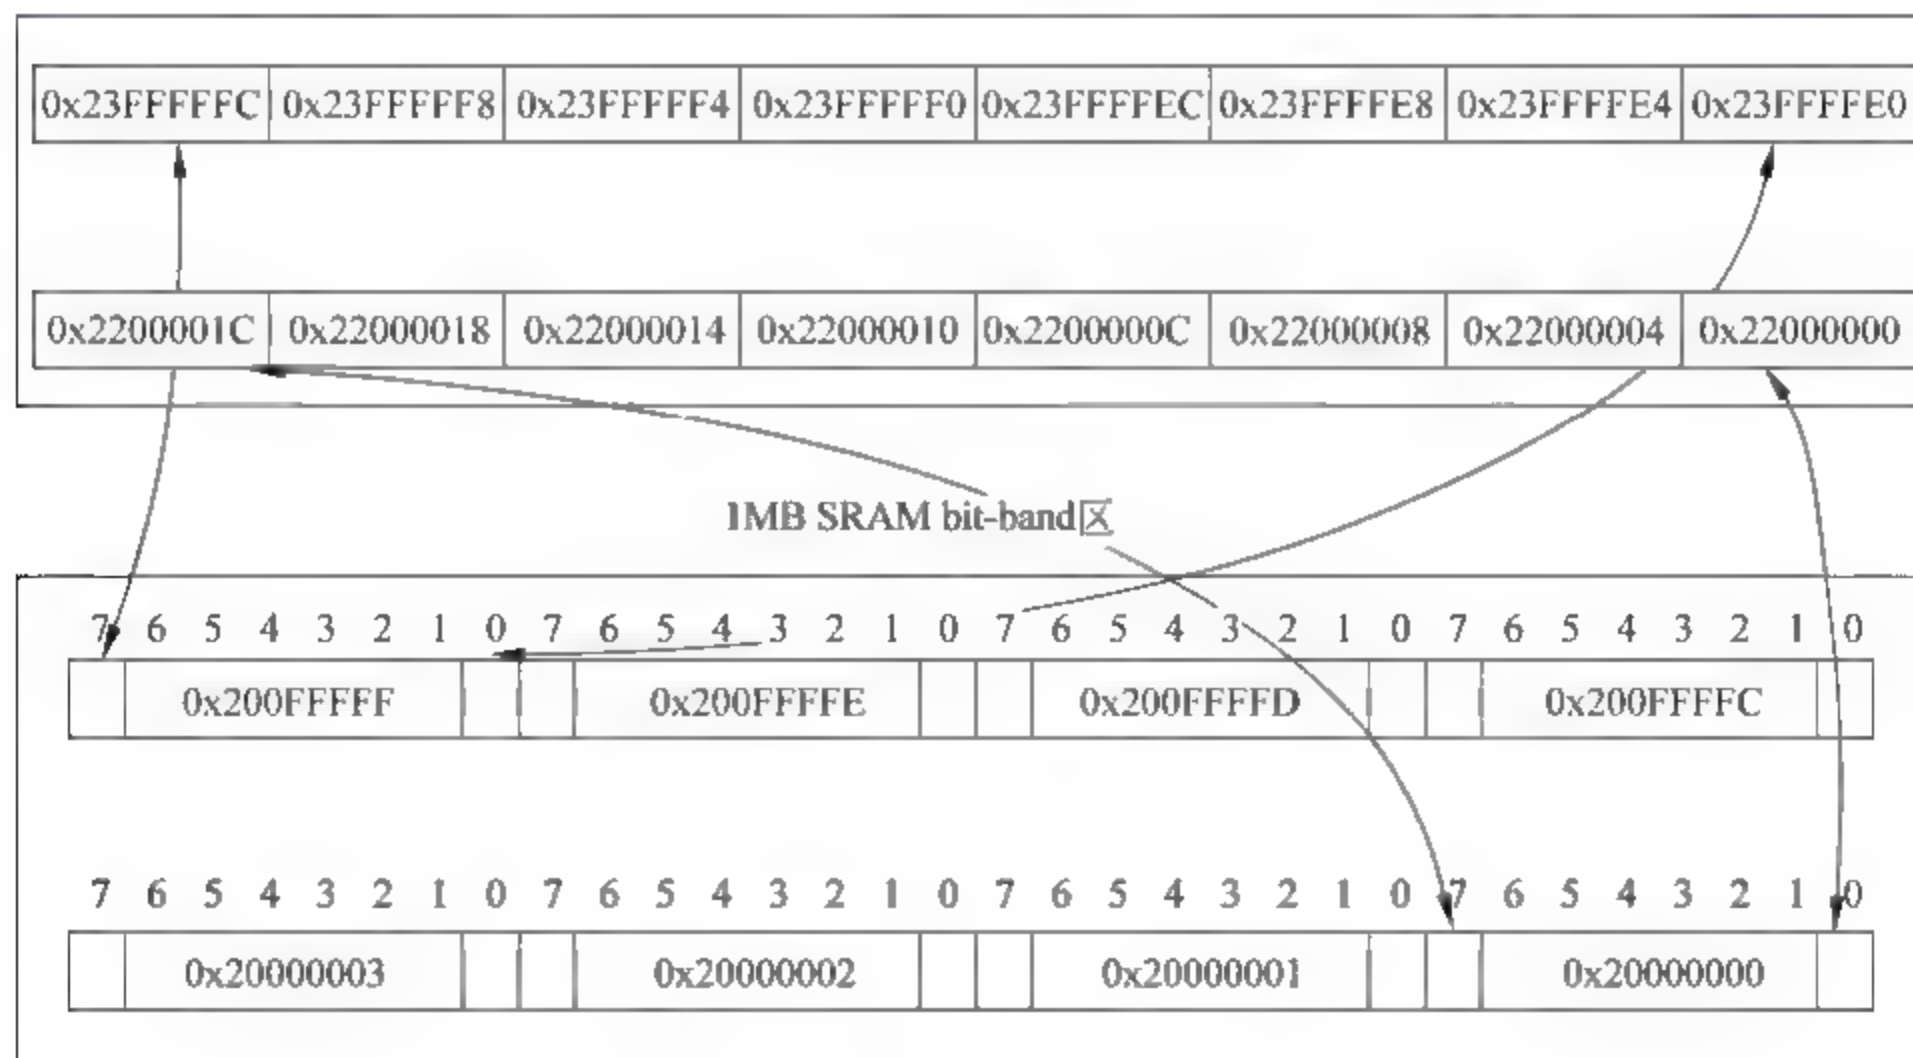 0x23FFFFFC 0x23FFFFF8 0x23FFFFF4 0x23FFFFF0 0x23FFFFEC 0x23FFFFE8 0x23FFFFE4 0x23FFFFE0
0x2200001C 0x22000018 0x22000014 0x22000010 0x2200000C 0x22000008 0x22000004 0x22000000
1MB SRAM bit-band区
7 6 5 4 3 2 1 0 7 6 5 4 3 2 1 0 7 6 5 4 3 2 1 0 7 6 5 4 3 2 1 0
0x200FFFFF 0x200FFFFE 0x200FFFFD 0x200FFFFC
7 6 5 4 3 2 1 0 7 6 5 4 3 2 1 0 7 6 5 4 3 2 1 0 7 6 5 4 3 2 1 0
0x20000003 0x20000002 0x20000001 0x20000000